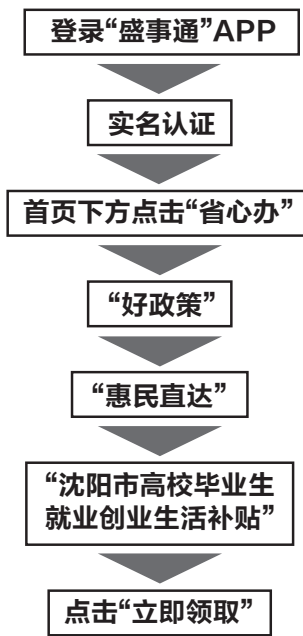 登录“盛事通”APP
实名认证
首页下方点击“省心办”
“好政策”
“惠民直达”
“沈阳市高校毕业生
就业创业生活补贴”
点击“立即领取”